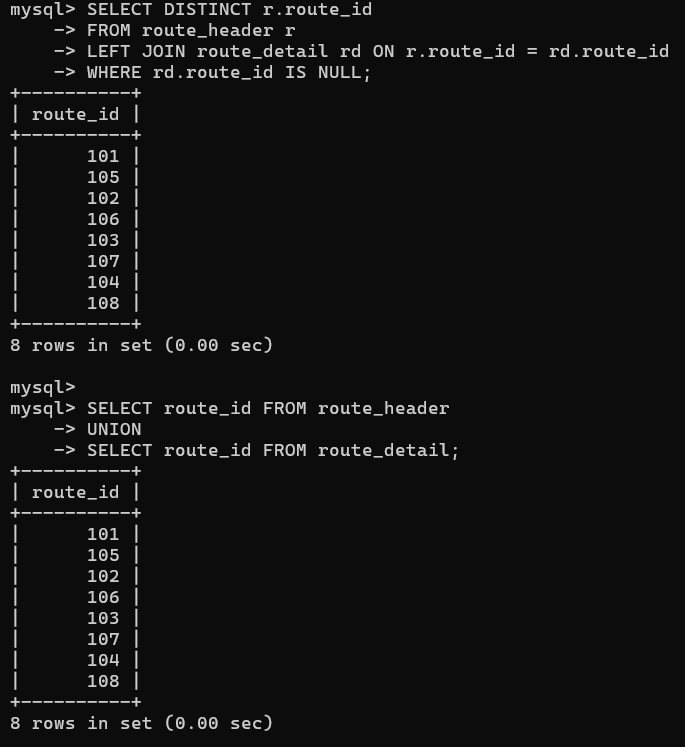 mysql> SELECT DISTINCT r.route_id
    -> FROM route_header r
    -> LEFT JOIN route_detail rd ON r.route_id = rd.route_id
    -> WHERE rd.route_id IS NULL;
+----------+
| route_id |
+----------+
|      101 |
|      105 |
|      102 |
|      106 |
|      103 |
|      107 |
|      104 |
|      108 |
+----------+
8 rows in set (0.00 sec)

mysql>
mysql> SELECT route_id FROM route_header
    -> UNION
    -> SELECT route_id FROM route_detail;
+----------+
| route_id |
+----------+
|      101 |
|      105 |
|      102 |
|      106 |
|      103 |
|      107 |
|      104 |
|      108 |
+----------+
8 rows in set (0.00 sec)